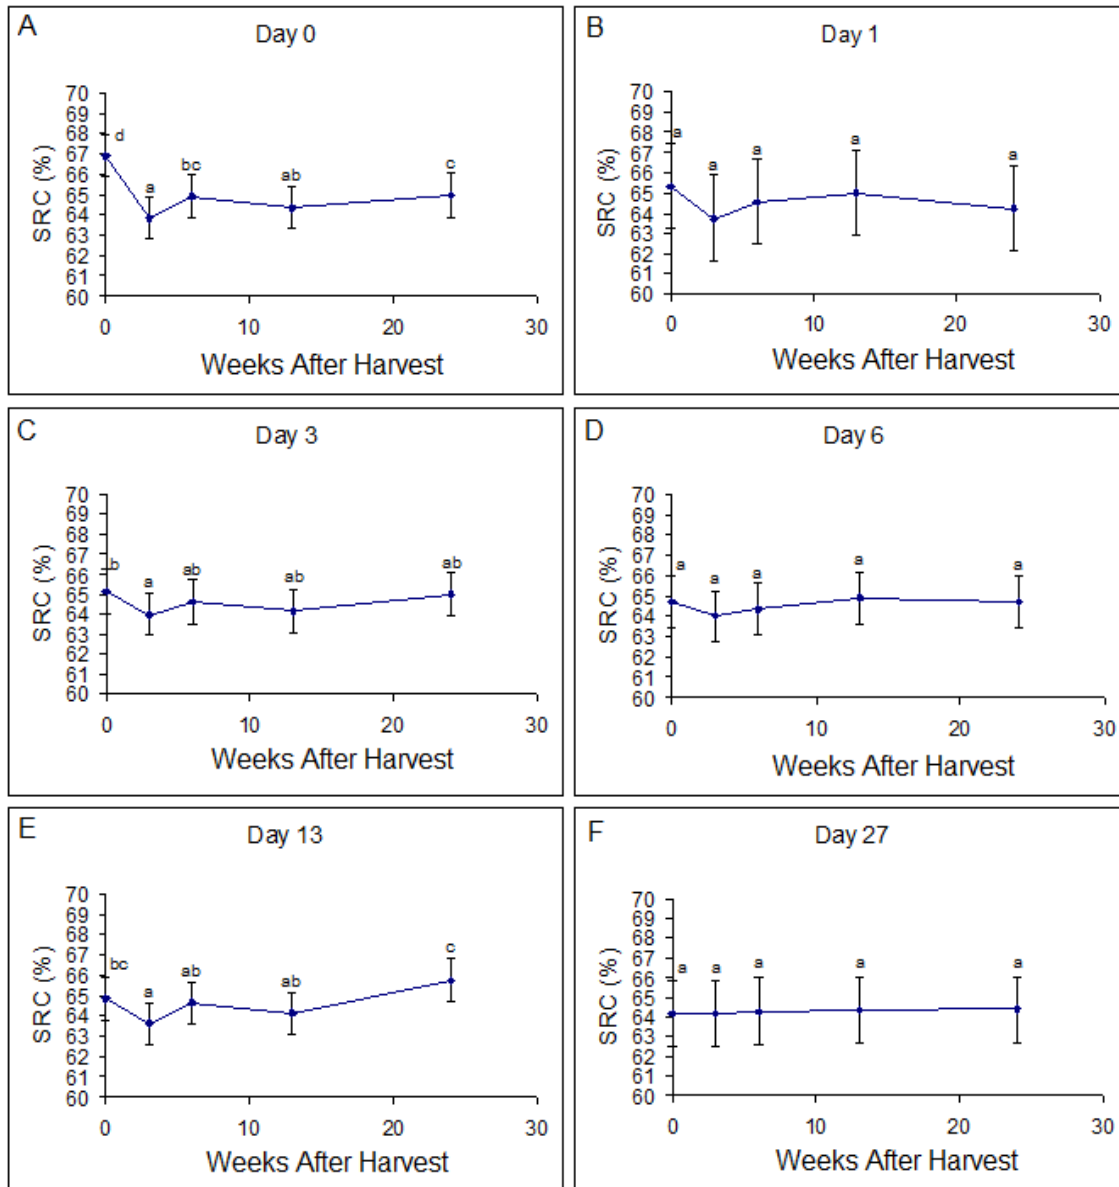 A
Day 0
70
69
68
67
66
65
64
63
62
61
60
SRC (%)
d
a
bc
ab
c
0 10 20 30
Weeks After Harvest
B
Day 1
70
69
68
67
66
65
64
63
62
61
60
SRC (%)
a
a
a
a
a
0 10 20 30
Weeks After Harvest
C
Day 3
70
69
68
67
66
65
64
63
62
61
60
SRC (%)
b
a
ab
ab
ab
0 10 20 30
Weeks After Harvest
D
Day 6
70
69
68
67
66
65
64
63
62
61
60
SRC (%)
a
a
a
a
a
0 10 20 30
Weeks After Harvest
E
Day 13
70
69
68
67
66
65
64
63
62
61
60
SRC (%)
bc
a
ab
ab
c
0 10 20 30
Weeks After Harvest
F
Day 27
70
69
68
67
66
65
64
63
62
61
60
SRC (%)
a
a
a
a
a
0 10 20 30
Weeks After Harvest